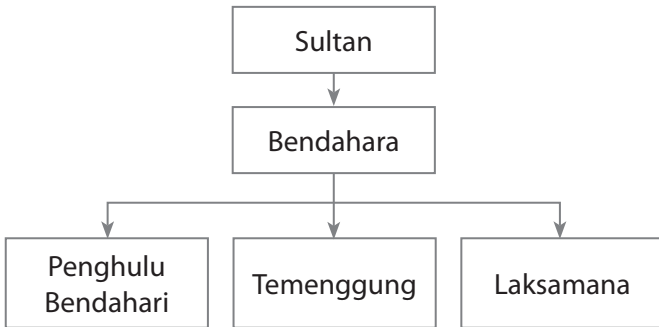 Sultan
Bendahara
Penghulu
Bendahari
Temenggung
Laksamana